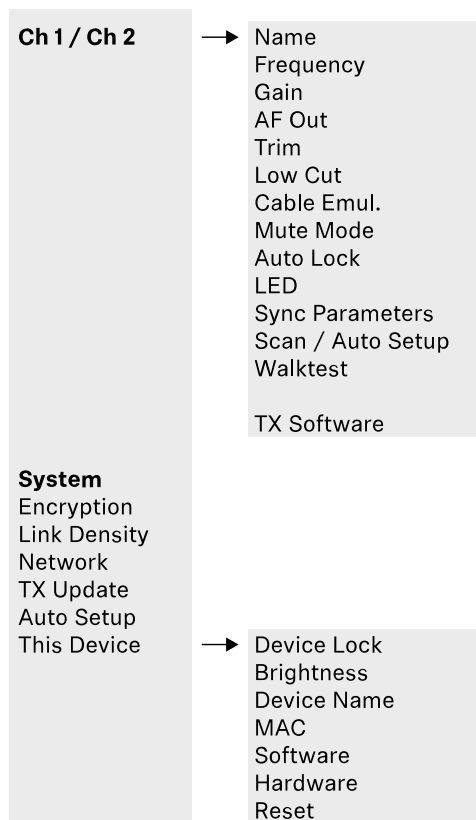 Ch 1 / Ch 2
Name
Frequency
Gain
AF Out
Trim
Low Cut
Cable Emul.
Mute Mode
Auto Lock
LED
Sync Parameters
Scan / Auto Setup
Walktest
TX Software
System
Encryption
Link Density
Network
TX Update
Auto Setup
This Device
Device Lock
Brightness
Device Name
MAC
Software
Hardware
Reset